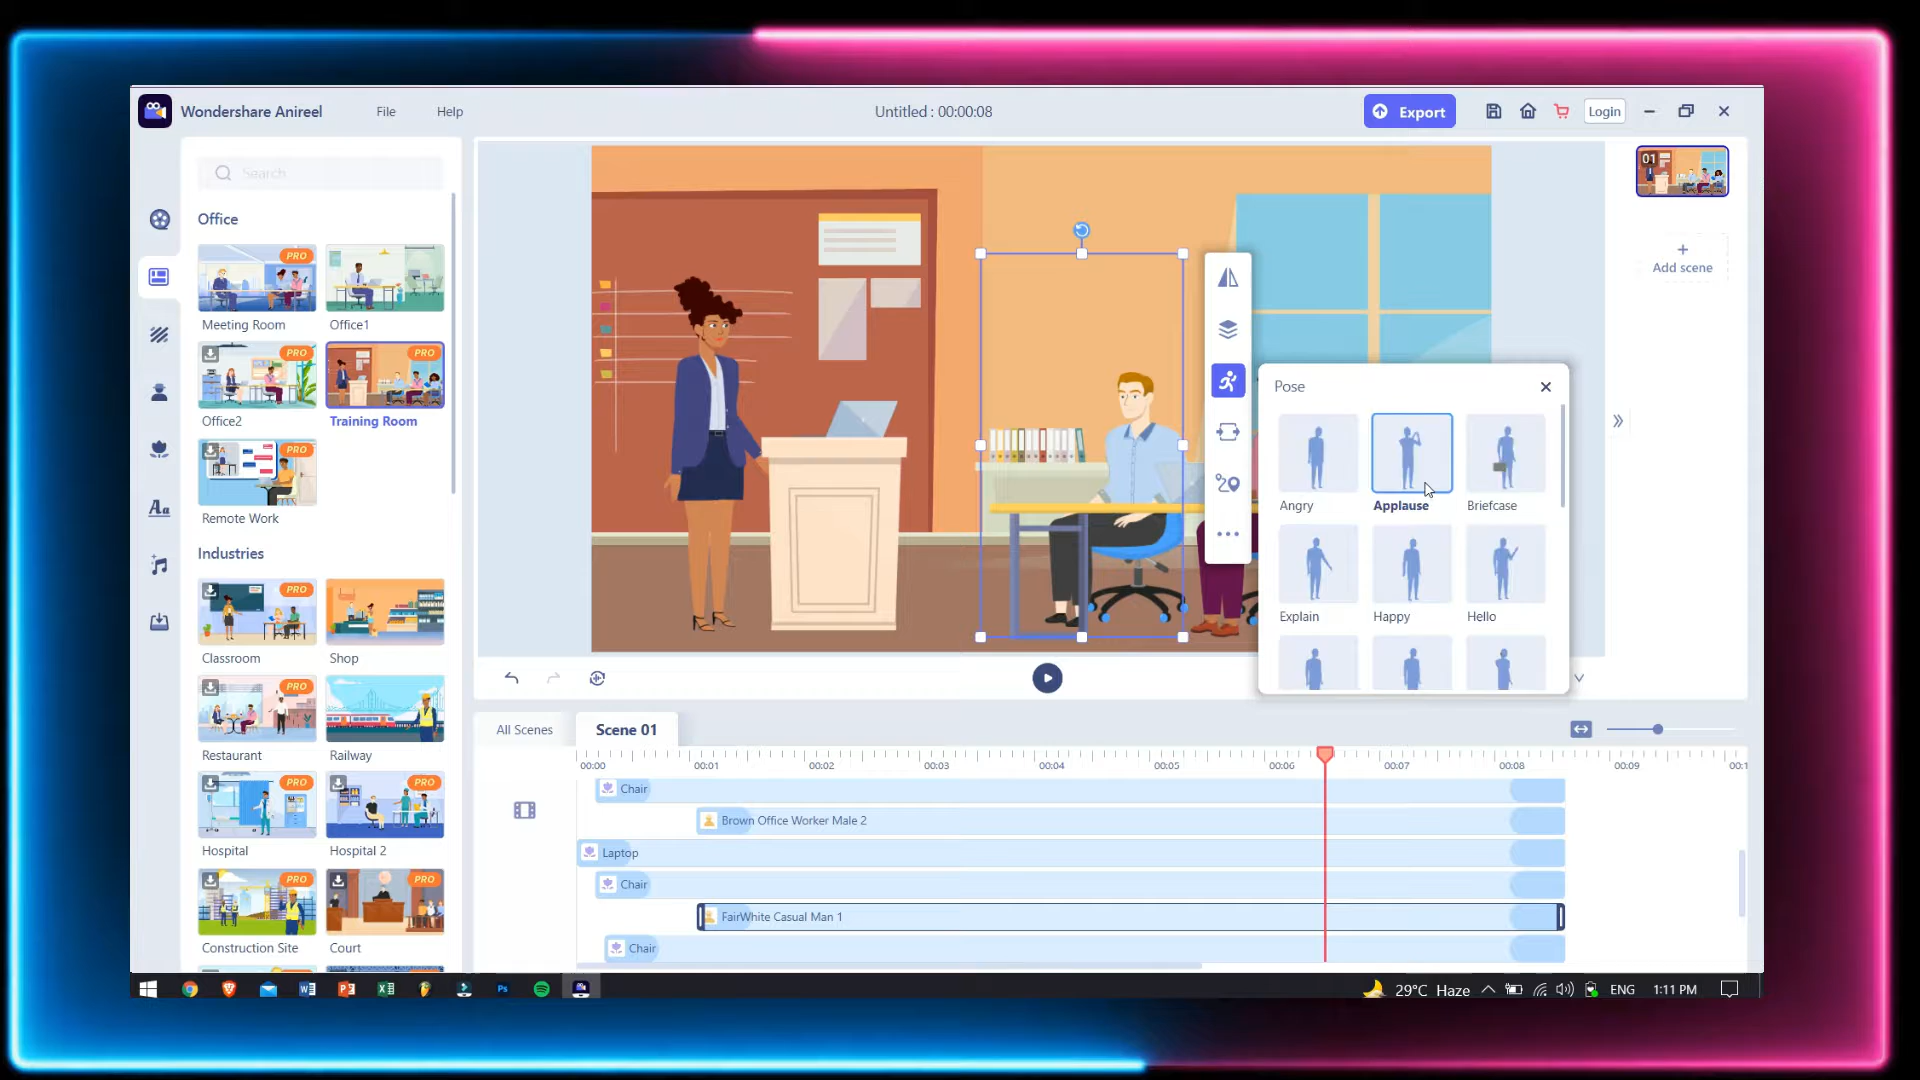 Wondershare Anireel
File
Help
Untitled : 00:00:08
Export
Login
Search
Office
PRO
Meeting Room
Office1
PRO
PRO
Office2
Training Room
PRO
Remote Work
Industries
PRO
Classroom
Shop
PRO
Restaurant
Railway
PRO
PRO
Hospital
Hospital 2
PRO
PRO
Construction Site
Court
01
Add scene
Pose
Angry
Applause
Briefcase
Explain
Happy
Hello
All Scenes
Scene 01
00:00
00:01
00:02
00:03
00:04
00:05
00:06
00:07
00:08
00:09
00:1
Chair
Brown Office Worker Male 2
Laptop
Chair
FairWhite Casual Man 1
Chair
29°C Haze
ENG
1:11 PM